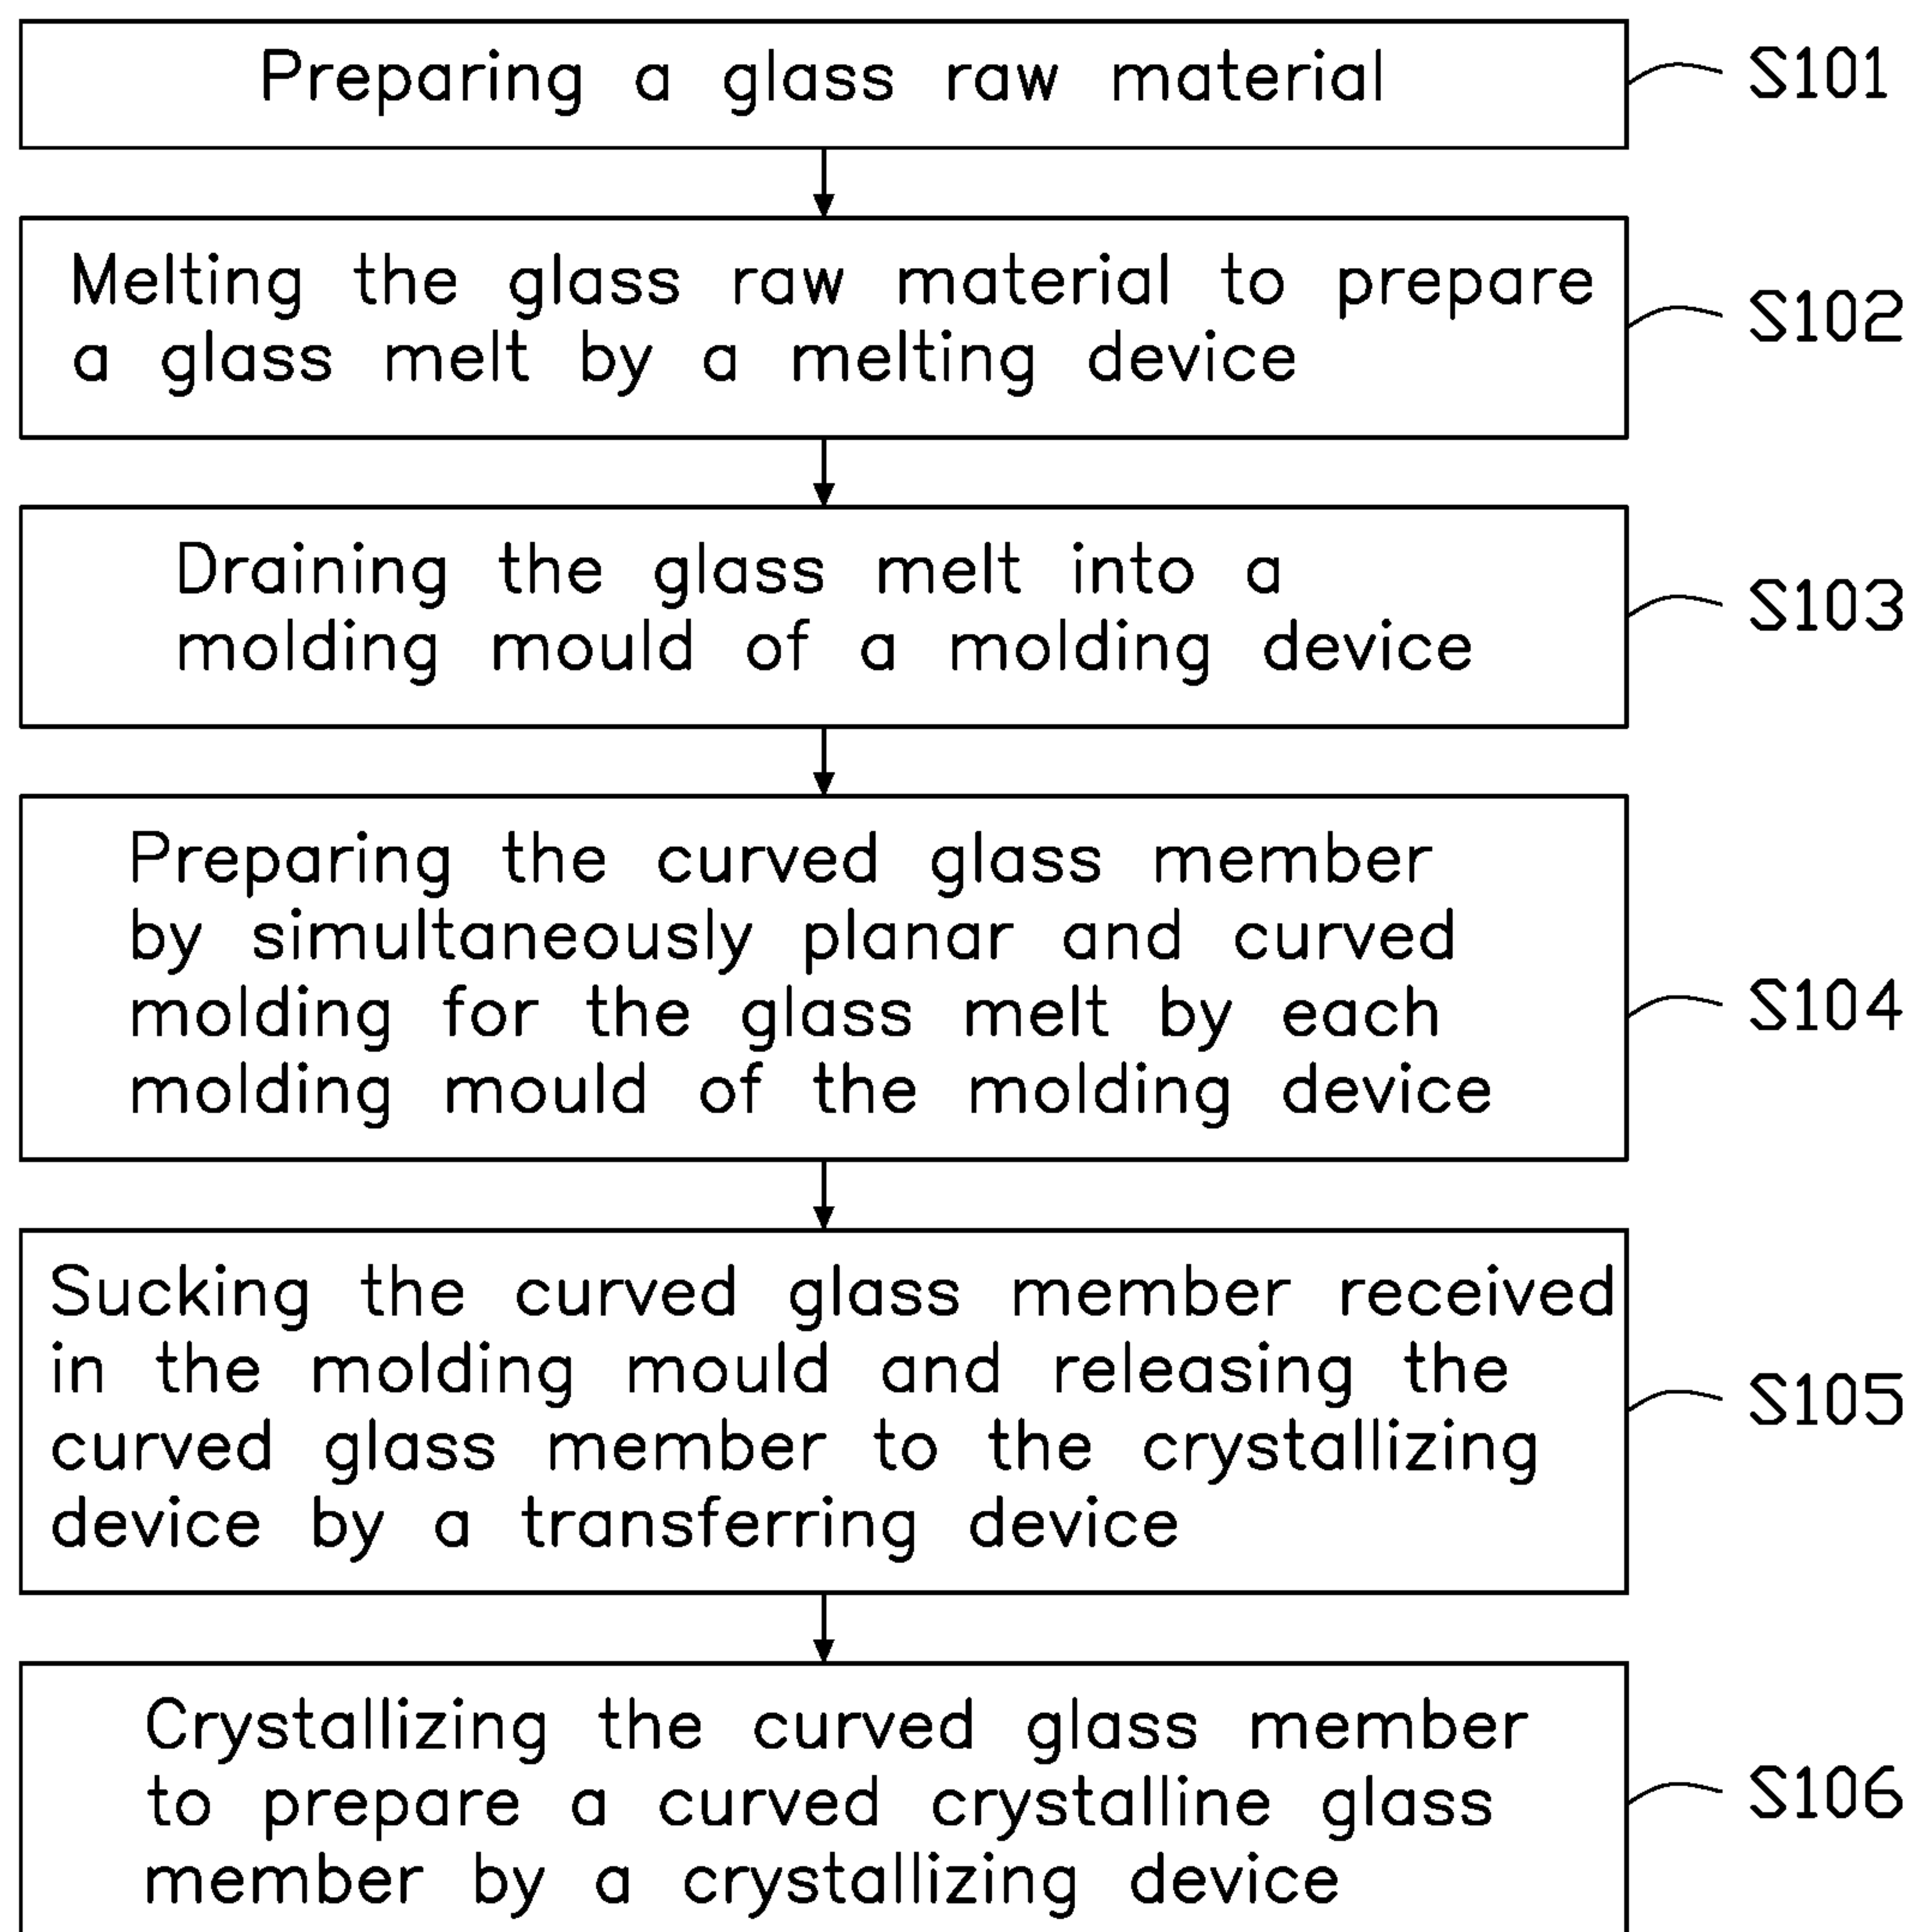 Preparing a glass raw material
S101
Melting the glass raw material to prepare
a glass melt by a melting device
S102
Draining the glass melt into a
molding mould of a molding device
S103
Preparing the curved glass member
by simultaneously planar and curved
molding for the glass melt by each
molding mould of the molding device
S104
Sucking the curved glass member received
in the molding mould and releasing the
curved glass member to the crystallizing
device by a transferring device
S105
Crystallizing the curved glass member
to prepare a curved crystalline glass
member by a crystallizing device
S106